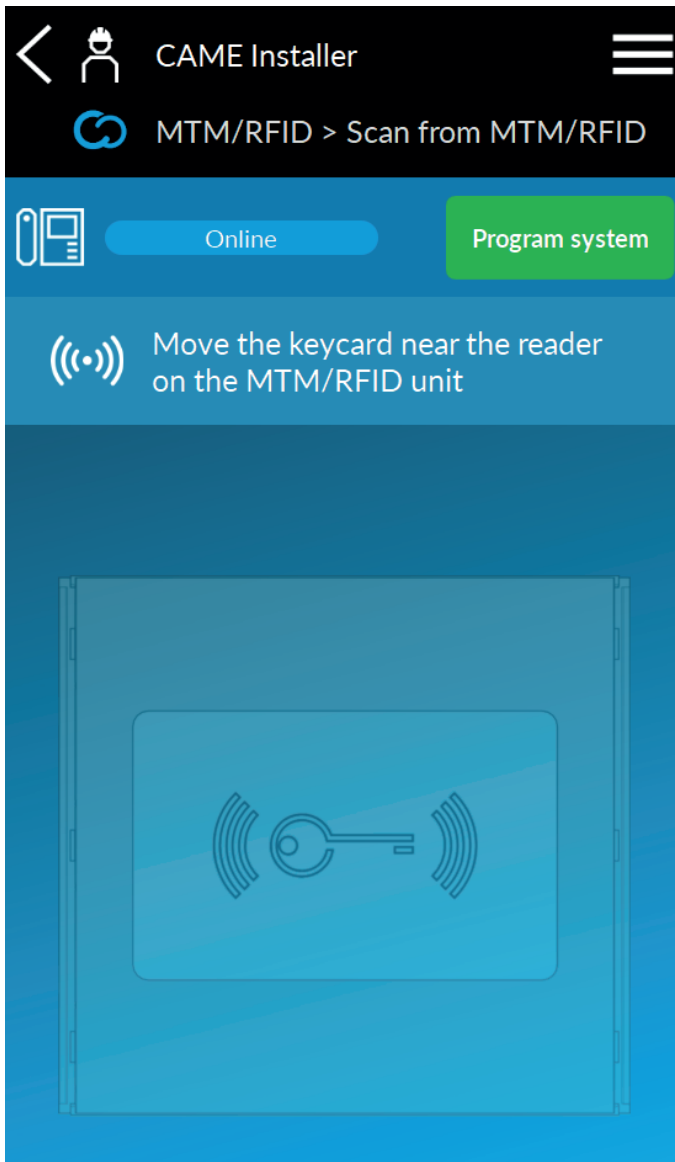 CAME Installer
MTM/RFID > Scan from MTM/RFID
Online
Program system
Move the keycard near the reader
on the MTM/RFID unit